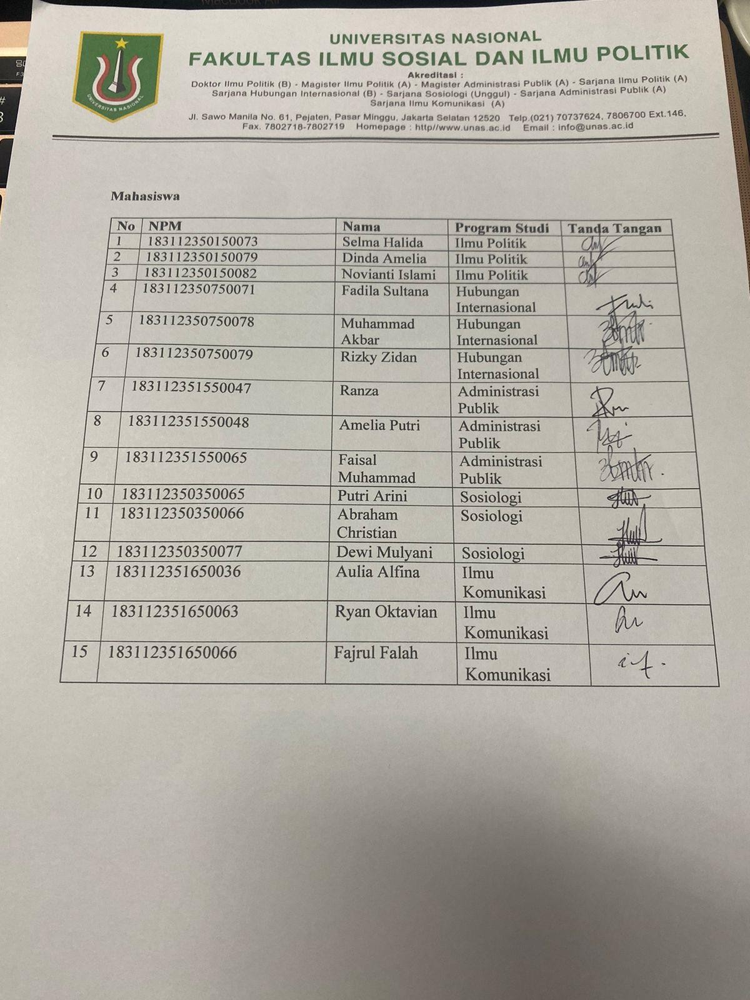 MacBook Air
UNIVERSITAS NASIONAL
UNIVERSITAS NASIONAL
FAKULTAS ILMU SOSIAL DAN ILMU POLITIK
Akreditasi :
Doktor Ilmu Politik (B) - Magister Ilmu Politik (A) - Magister Administrasi Publik (A) - Sarjana Ilmu Politik (A)
Sarjana Hubungan Internasional (B) - Sarjana Sosiologi (Unggul) - Sarjana Administrasi Publik (A)
Sarjana Ilmu Komunikasi (A)
Jl. Sawo Manila No. 61, Pejaten, Pasar Minggu, Jakarta Selatan 12520 Telp.(021) 70737624, 7806700 Ext.146,
Fax. 7802718-7802719 Homepage : http//www.unas.ac.id Email : info@unas.ac.id
Mahasiswa
No NPM Nama Program Studi Tanda Tangan
1 183112350150073 Selma Halida Ilmu Politik
2 183112350150079 Dinda Amelia Ilmu Politik
3 183112350150082 Novianti Islami Ilmu Politik
4 183112350750071 Fadila Sultana Hubungan
Internasional
5 183112350750078 Muhammad Hubungan
Akbar Internasional
6 183112350750079 Rizky Zidan Hubungan
Internasional
7 183112351550047 Ranza Administrasi
Publik
8 183112351550048 Amelia Putri Administrasi
Publik
9 183112351550065 Faisal Administrasi
Muhammad Publik
10 183112350350065 Putri Arini Sosiologi
11 183112350350066 Abraham Sosiologi
Christian
12 183112350350077 Dewi Mulyani Sosiologi
13 183112351650036 Aulia Alfina Ilmu
Komunikasi
14 183112351650063 Ryan Oktavian Ilmu
Komunikasi
15 183112351650066 Fajrul Falah Ilmu
Komunikasi